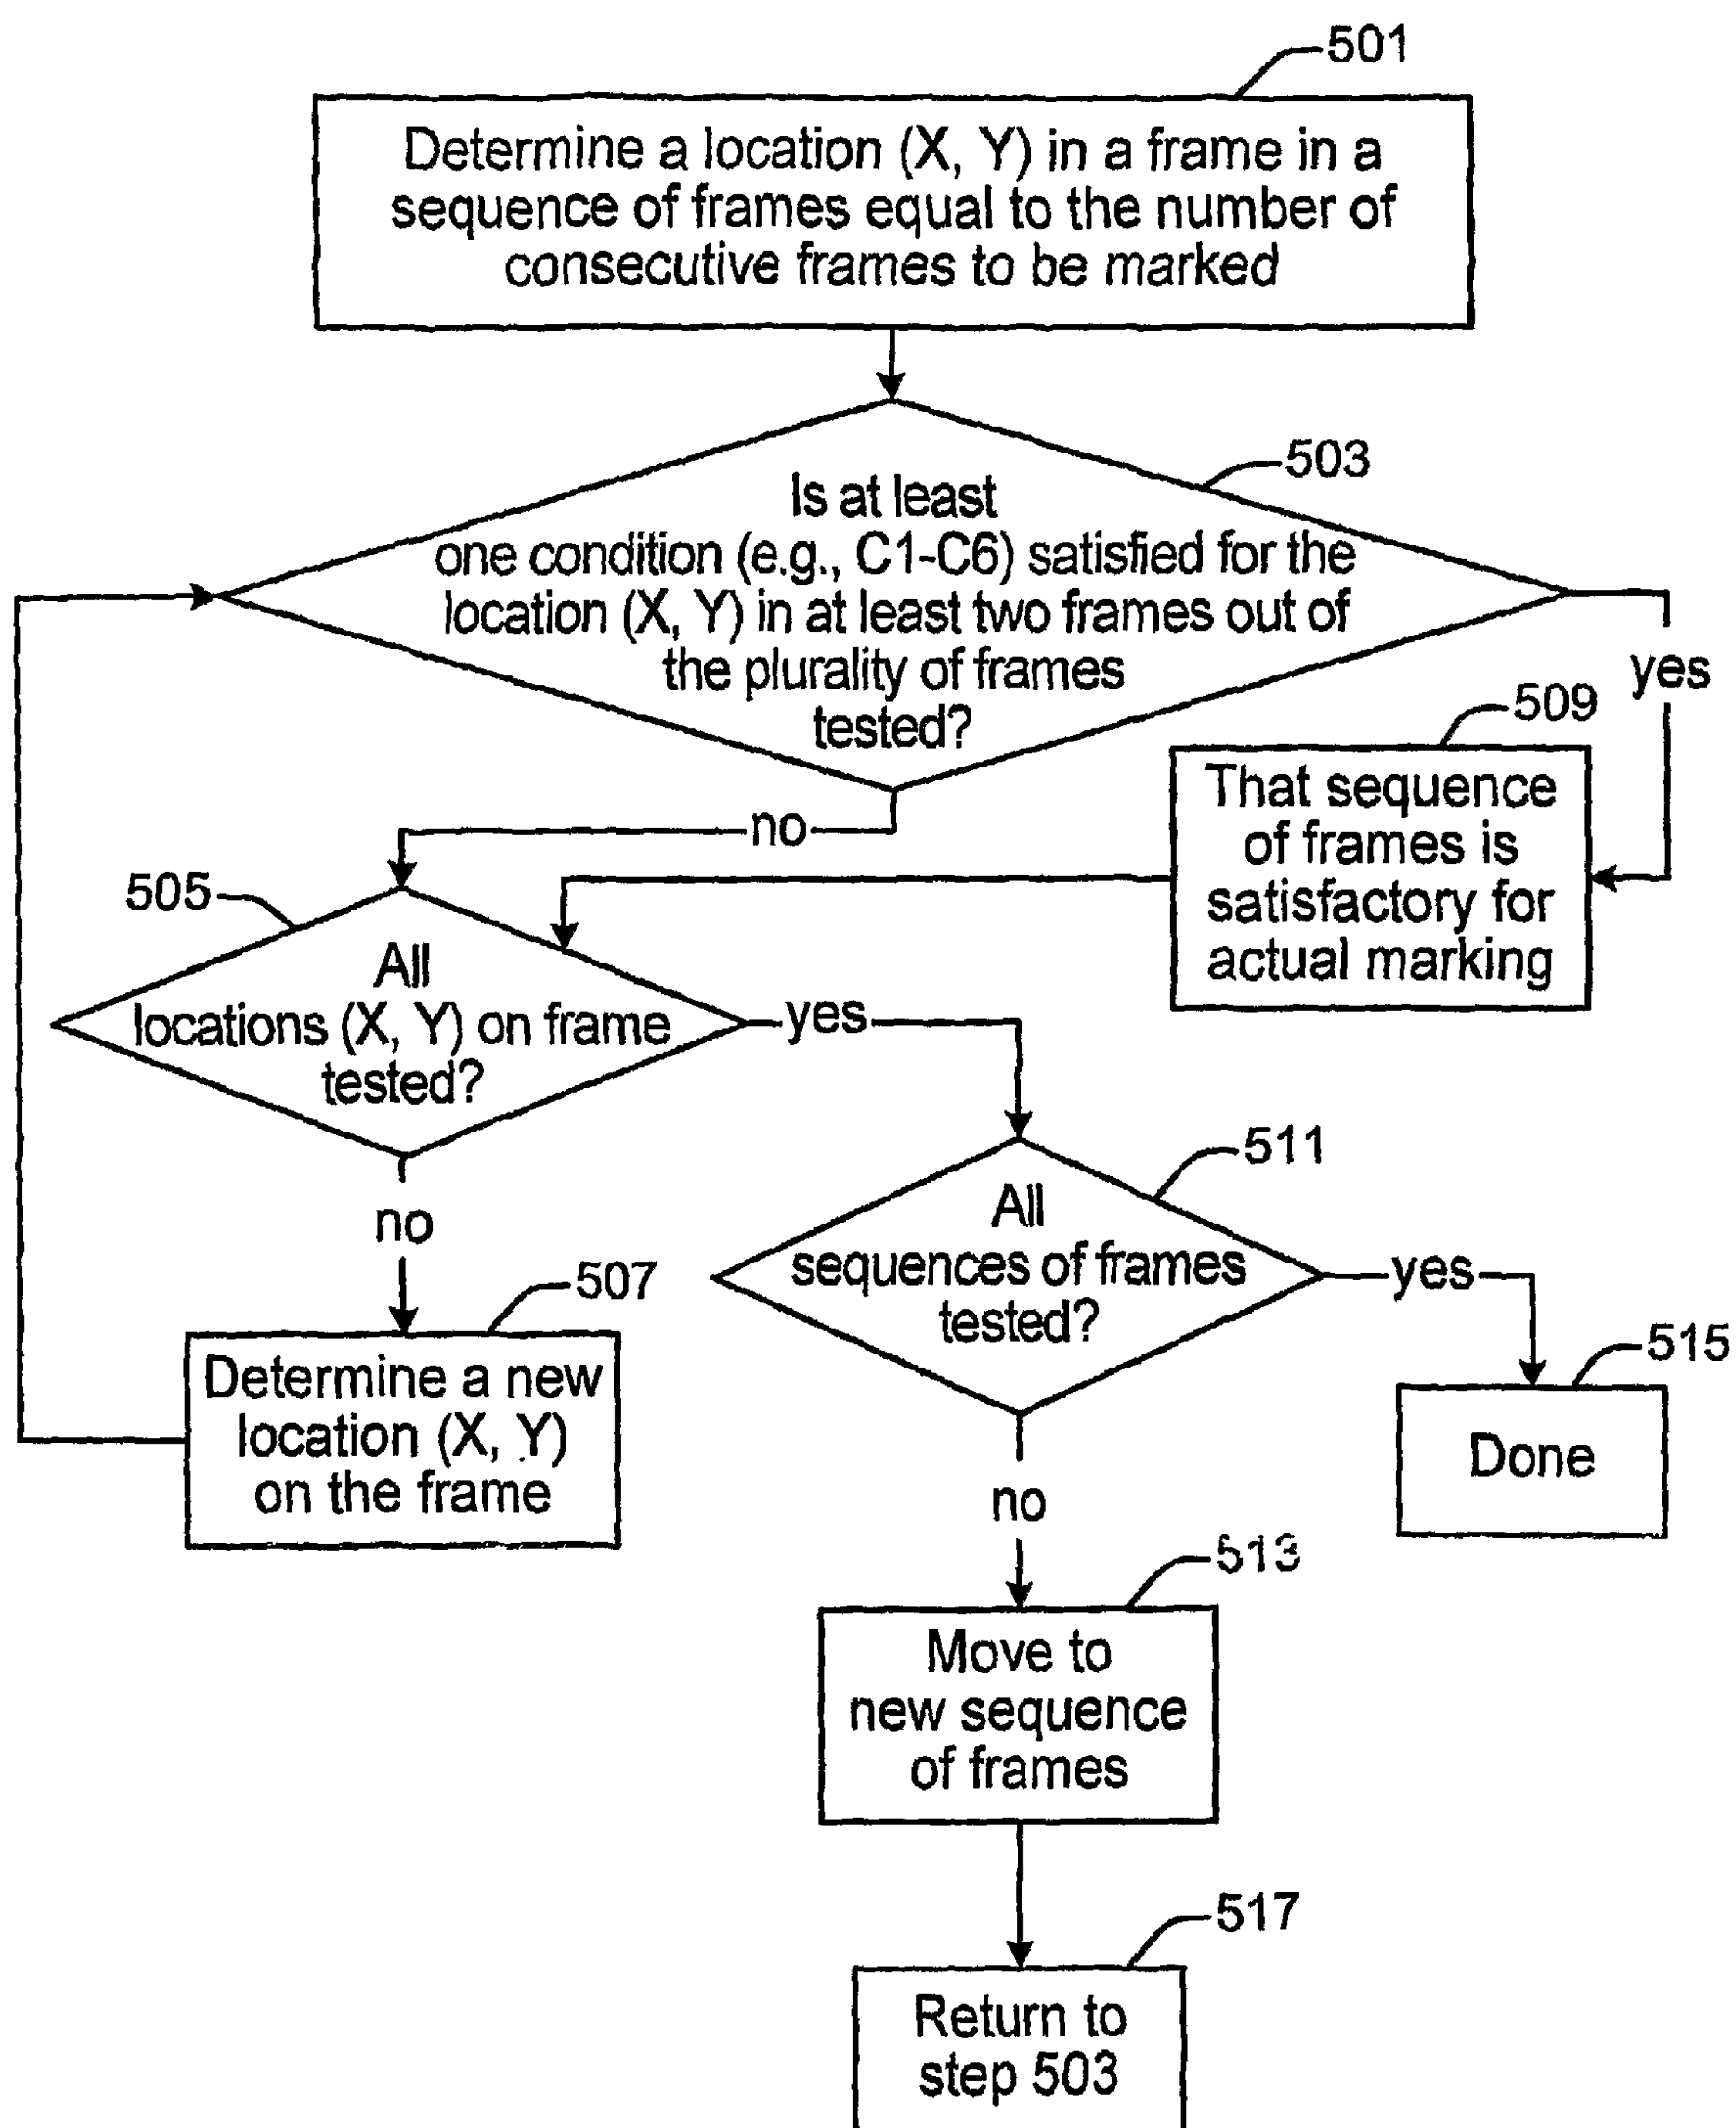 501
Determine a location (X, Y) in a frame in a
sequence of frames equal to the number of
consecutive frames to be marked
503
Is at least
one condition (e.g., C1-C6) satisfied for the
location (X, Y) in at least two frames out of
the plurality of frames
tested?
yes
509
That sequence
of frames is
satisfactory for
actual marking
no
505
All
locations (X, Y) on frame
tested?
yes
511
All
sequences of frames
tested?
no
507
Determine a new
location (X, Y)
on the frame
yes
515
Done
no
513
Move to
new sequence
of frames
517
Return to
step 503